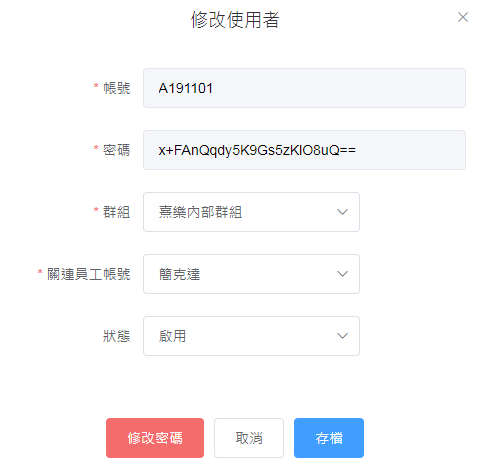 修改使用者
* 帳號 A191101
* 密碼 x+FAnQqdy5K9Gs5zKlO8uQ==
* 群組 熹樂內部群組
* 關連員工帳號 簡克達
狀態 啟用
修改密碼 取消 存檔